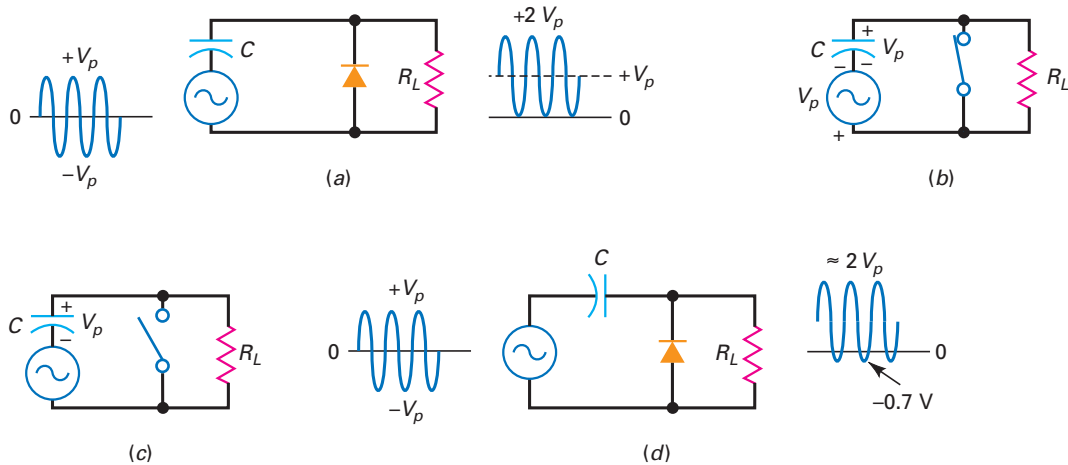 +V_p
0
−V_p
C
R_L
+2 V_p
+V_p
0
(a)
+
C
V_p
−
−
V_p
+
R_L
(b)
+
C
V_p
−
R_L
(c)
+V_p
0
−V_p
C
R_L
≈ 2 V_p
0
−0.7 V
(d)